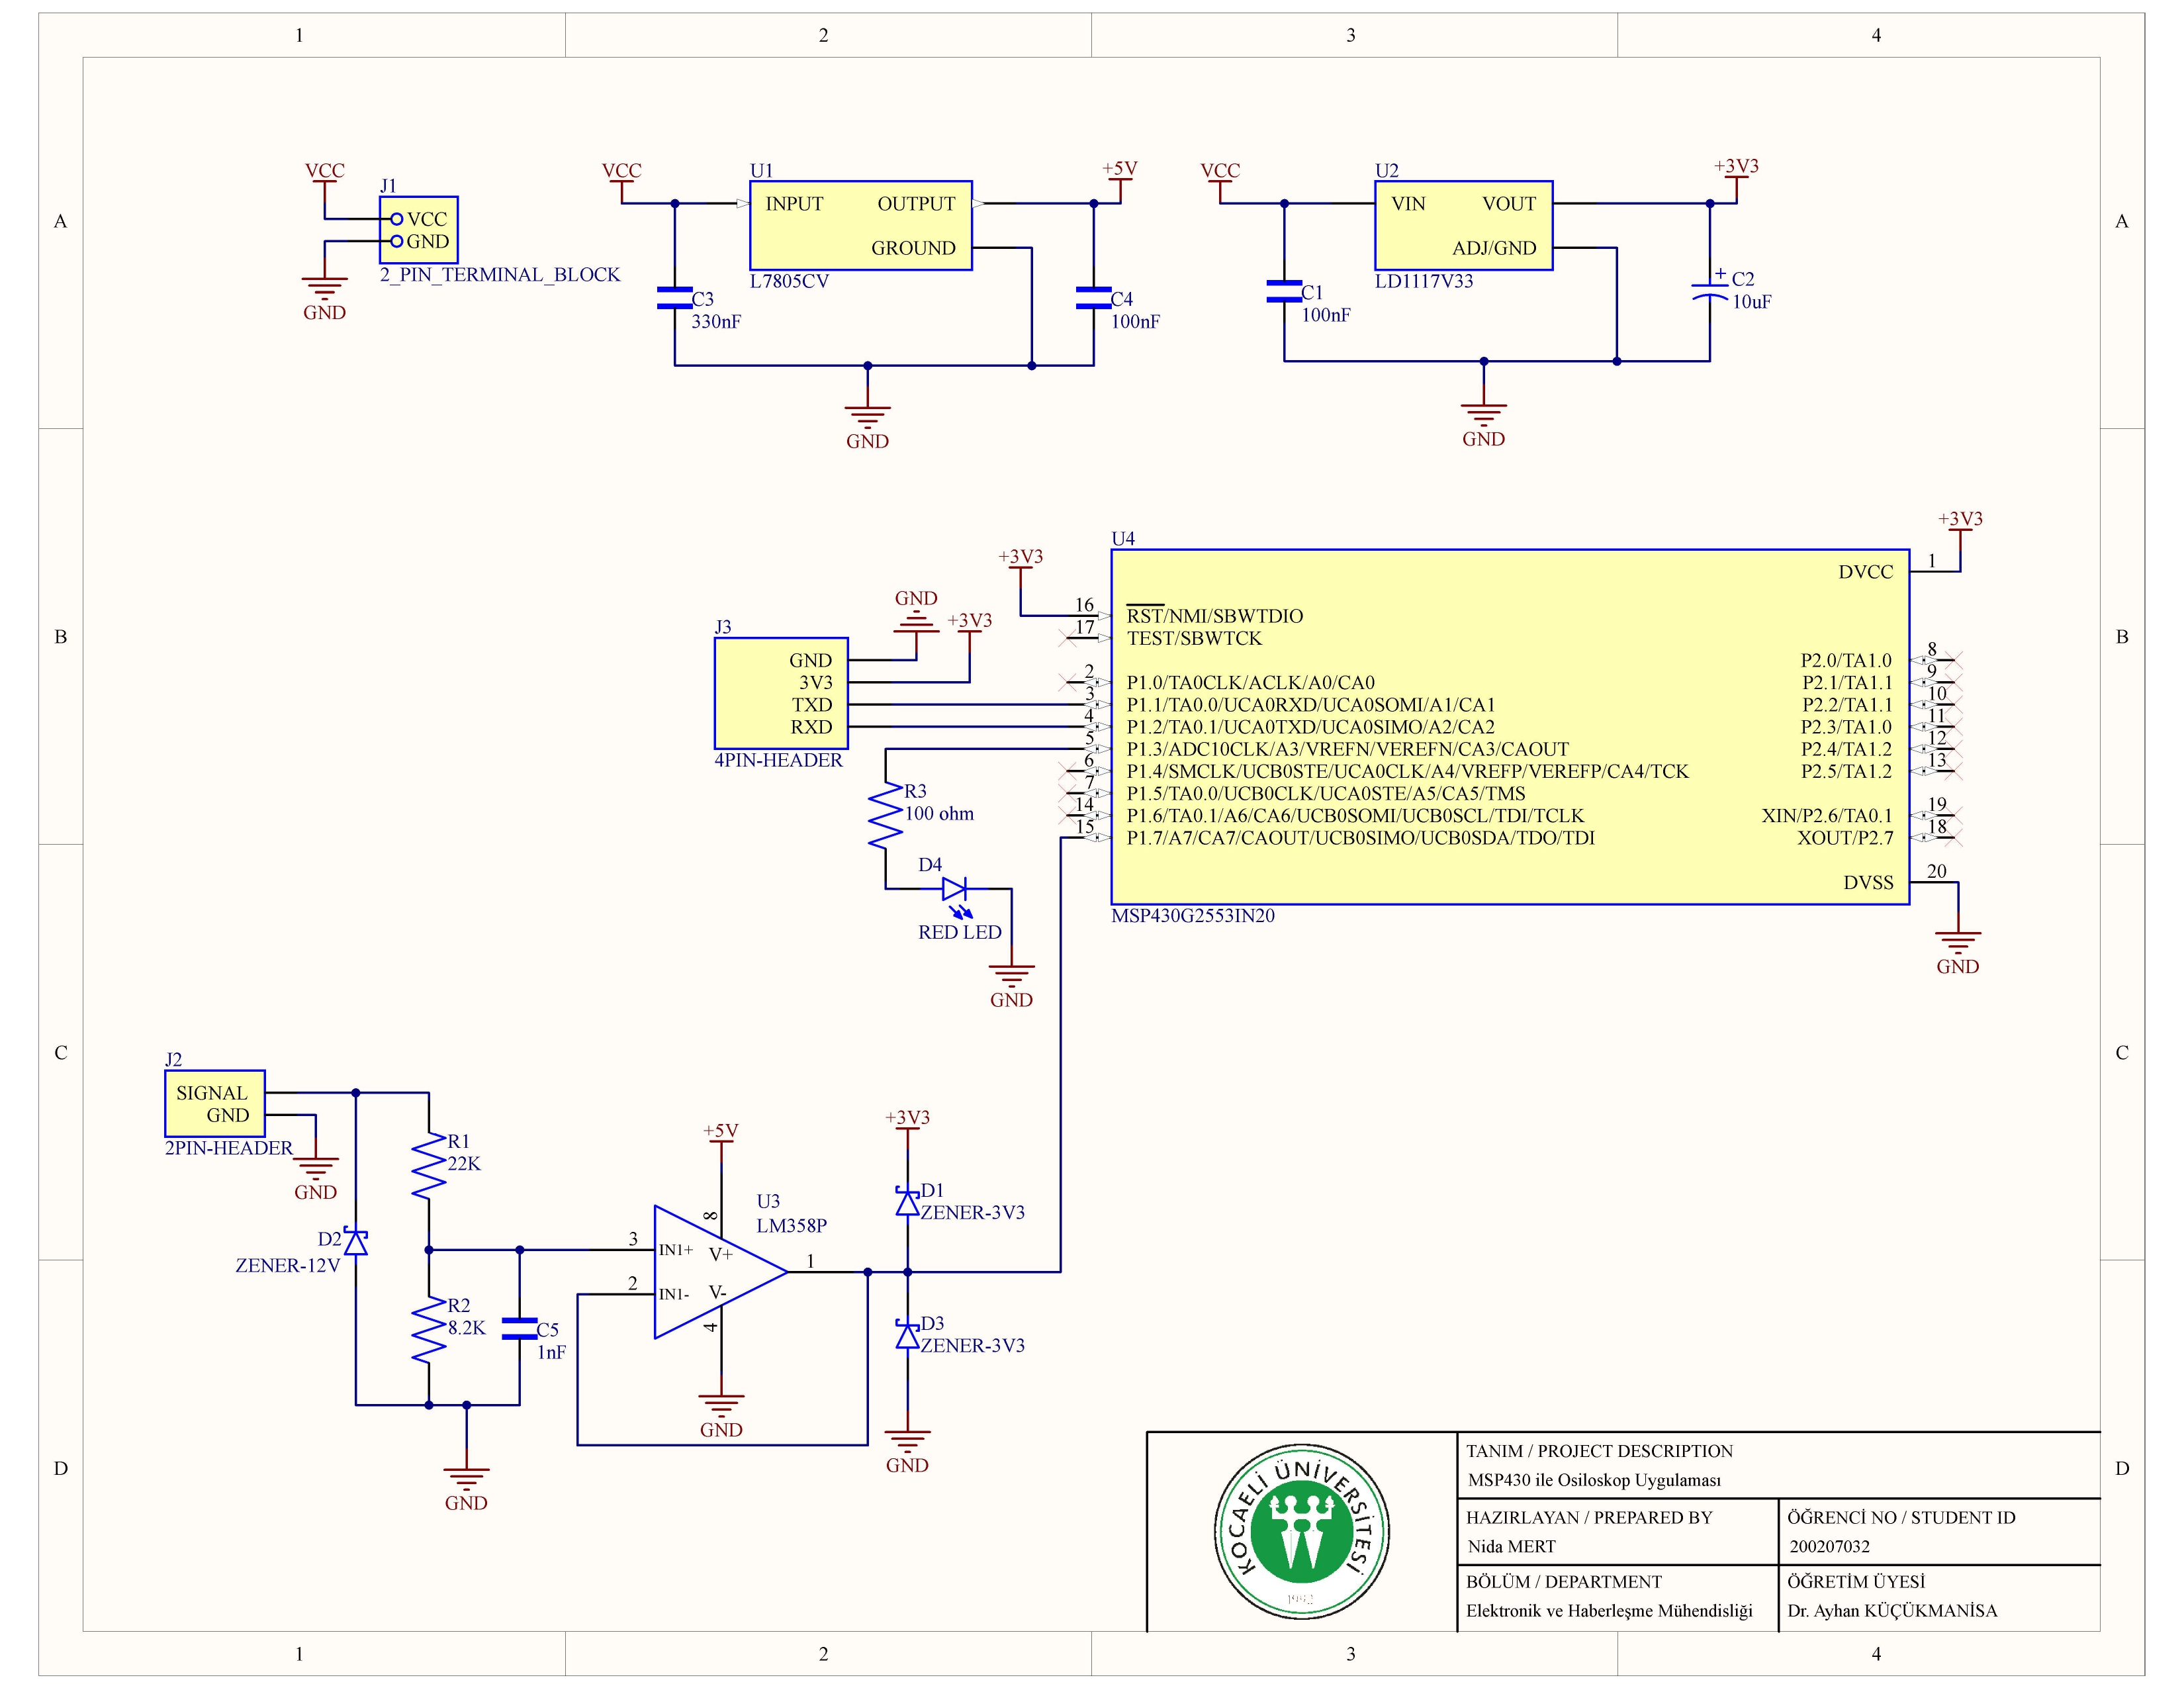 1 2 3 4
A A
B B
C C
D D
1 2 3 4
VCC
J1
VCC
GND
2_PIN_TERMINAL_BLOCK
GND
VCC
U1
+5V
INPUT OUTPUT
GROUND
L7805CV
C3
330nF
C4
100nF
GND
VCC
U2
+3V3
VIN VOUT
ADJ/GND
LD1117V33
C1
100nF
+ C2
10uF
GND
J3
GND
+3V3
GND
3V3
TXD
RXD
4PIN-HEADER
R3
100 ohm
D4
RED LED
GND
+3V3
U4
+3V3
DVCC 1
16 RST/NMI/SBWTDIO
17 TEST/SBWTCK
2 P1.0/TA0CLK/ACLK/A0/CA0
3 P1.1/TA0.0/UCA0RXD/UCA0SOMI/A1/CA1
4 P1.2/TA0.1/UCA0TXD/UCA0SIMO/A2/CA2
5 P1.3/ADC10CLK/A3/VREFN/VEREFN/CA3/CAOUT
6 P1.4/SMCLK/UCB0STE/UCA0CLK/A4/VREFP/VEREFP/CA4/TCK
7 P1.5/TA0.0/UCB0CLK/UCA0STE/A5/CA5/TMS
14 P1.6/TA0.1/A6/CA6/UCB0SOMI/UCB0SCL/TDI/TCLK
15 P1.7/A7/CA7/CAOUT/UCB0SIMO/UCB0SDA/TDO/TDI
P2.0/TA1.0 8
P2.1/TA1.1 9
P2.2/TA1.1 10
P2.3/TA1.0 11
P2.4/TA1.2 12
P2.5/TA1.2 13
XIN/P2.6/TA0.1 19
XOUT/P2.7 18
DVSS 20
GND
MSP430G2553IN20
J2
SIGNAL
GND
2PIN-HEADER
GND
R1
22K
D2
ZENER-12V
R2
8.2K
C5
1nF
GND
+5V
U3
LM358P
8
3 IN1+ V+
1
2 IN1- V-
4
GND
+3V3
D1
ZENER-3V3
D3
ZENER-3V3
GND
KOCAELİ ÜNİVERSİTESİ
1992
TANIM / PROJECT DESCRIPTION
MSP430 ile Osiloskop Uygulaması
HAZIRLAYAN / PREPARED BY
Nida MERT
ÖĞRENCİ NO / STUDENT ID
200207032
BÖLÜM / DEPARTMENT
Elektronik ve Haberleşme Mühendisliği
ÖĞRETİM ÜYESİ
Dr. Ayhan KÜÇÜKMANİSA